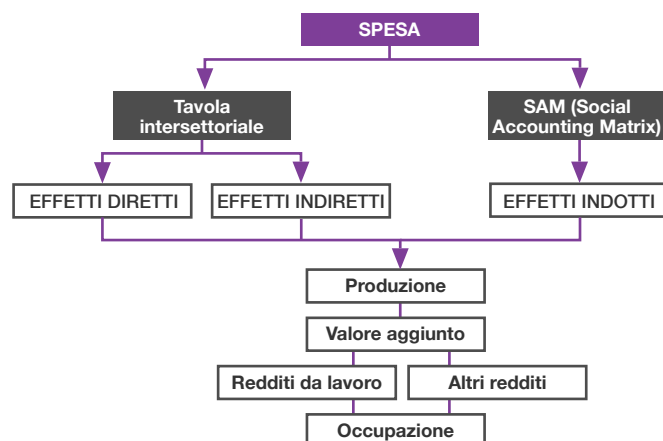 SPESA
Tavola
intersettoriale
SAM (Social
Accounting Matrix)
EFFETTI DIRETTI
EFFETTI INDIRETTI
EFFETTI INDOTTI
Produzione
Valore aggiunto
Redditi da lavoro
Altri redditi
Occupazione